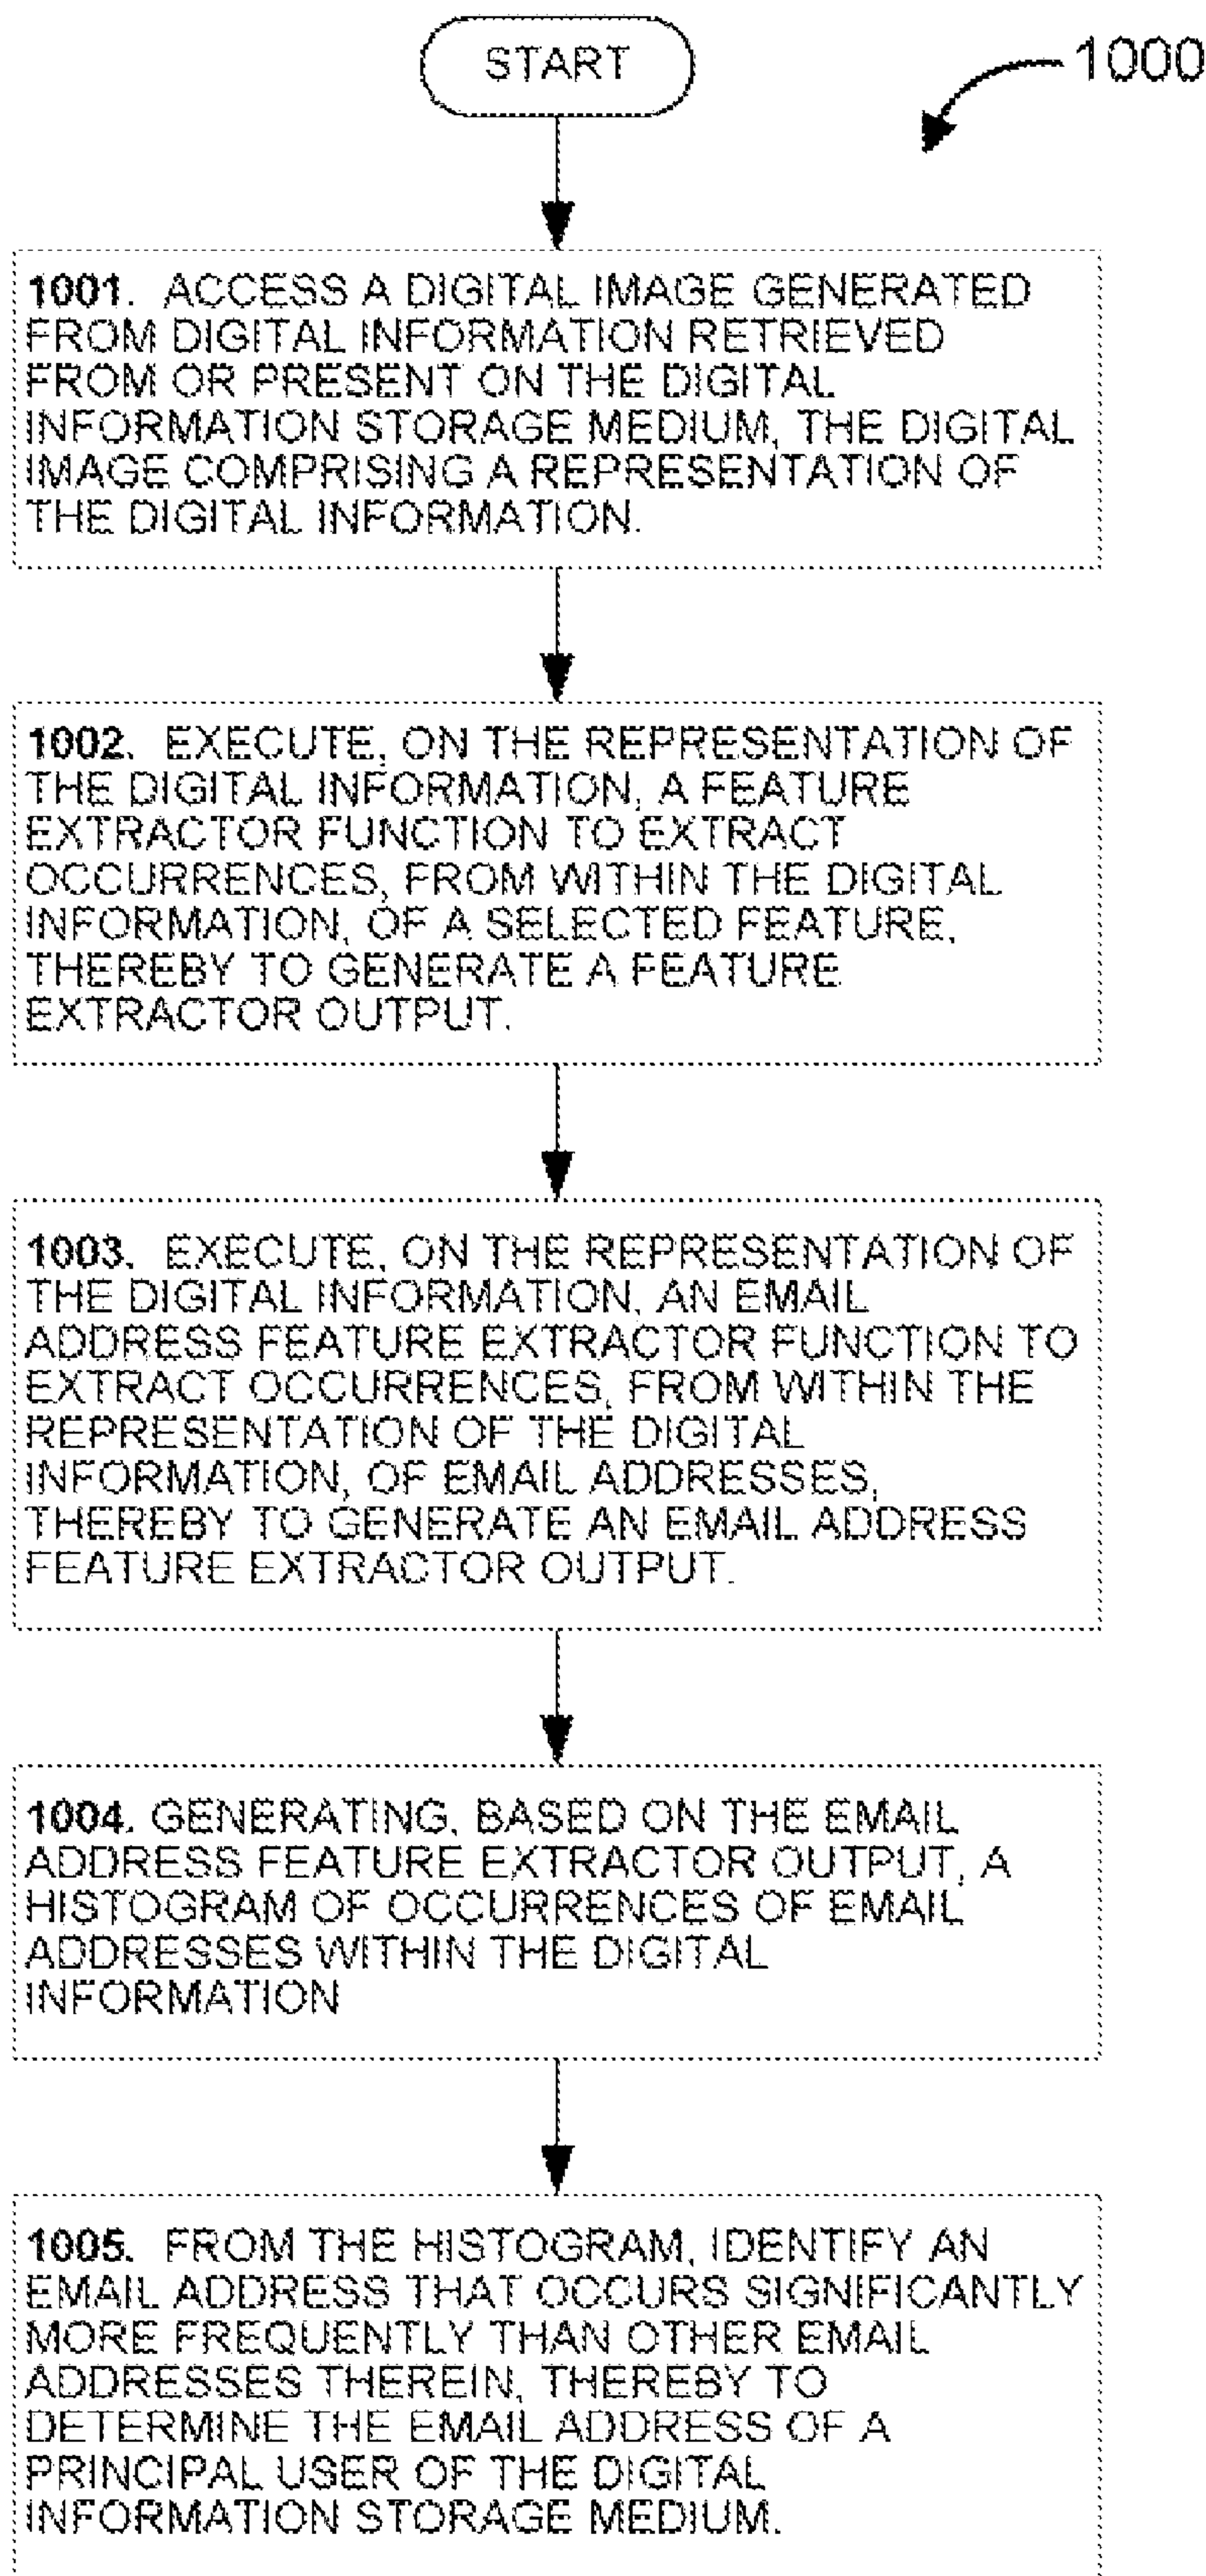 START
1000
1001. ACCESS A DIGITAL IMAGE GENERATED
FROM DIGITAL INFORMATION RETRIEVED
FROM OR PRESENT ON THE DIGITAL
INFORMATION STORAGE MEDIUM, THE DIGITAL
IMAGE COMPRISING A REPRESENTATION OF
THE DIGITAL INFORMATION.
1002. EXECUTE, ON THE REPRESENTATION OF
THE DIGITAL INFORMATION, A FEATURE
EXTRACTOR FUNCTION TO EXTRACT
OCCURRENCES, FROM WITHIN THE DIGITAL
INFORMATION, OF A SELECTED FEATURE,
THEREBY TO GENERATE A FEATURE
EXTRACTOR OUTPUT.
1003. EXECUTE, ON THE REPRESENTATION OF
THE DIGITAL INFORMATION, AN EMAIL
ADDRESS FEATURE EXTRACTOR FUNCTION TO
EXTRACT OCCURRENCES, FROM WITHIN THE
REPRESENTATION OF THE DIGITAL
INFORMATION, OF EMAIL ADDRESSES,
THEREBY TO GENERATE AN EMAIL ADDRESS
FEATURE EXTRACTOR OUTPUT.
1004. GENERATING, BASED ON THE EMAIL
ADDRESS FEATURE EXTRACTOR OUTPUT, A
HISTOGRAM OF OCCURRENCES OF EMAIL
ADDRESSES WITHIN THE DIGITAL
INFORMATION
1005. FROM THE HISTOGRAM, IDENTIFY AN
EMAIL ADDRESS THAT OCCURS SIGNIFICANTLY
MORE FREQUENTLY THAN OTHER EMAIL
ADDRESSES THEREIN, THEREBY TO
DETERMINE THE EMAIL ADDRESS OF A
PRINCIPAL USER OF THE DIGITAL
INFORMATION STORAGE MEDIUM.